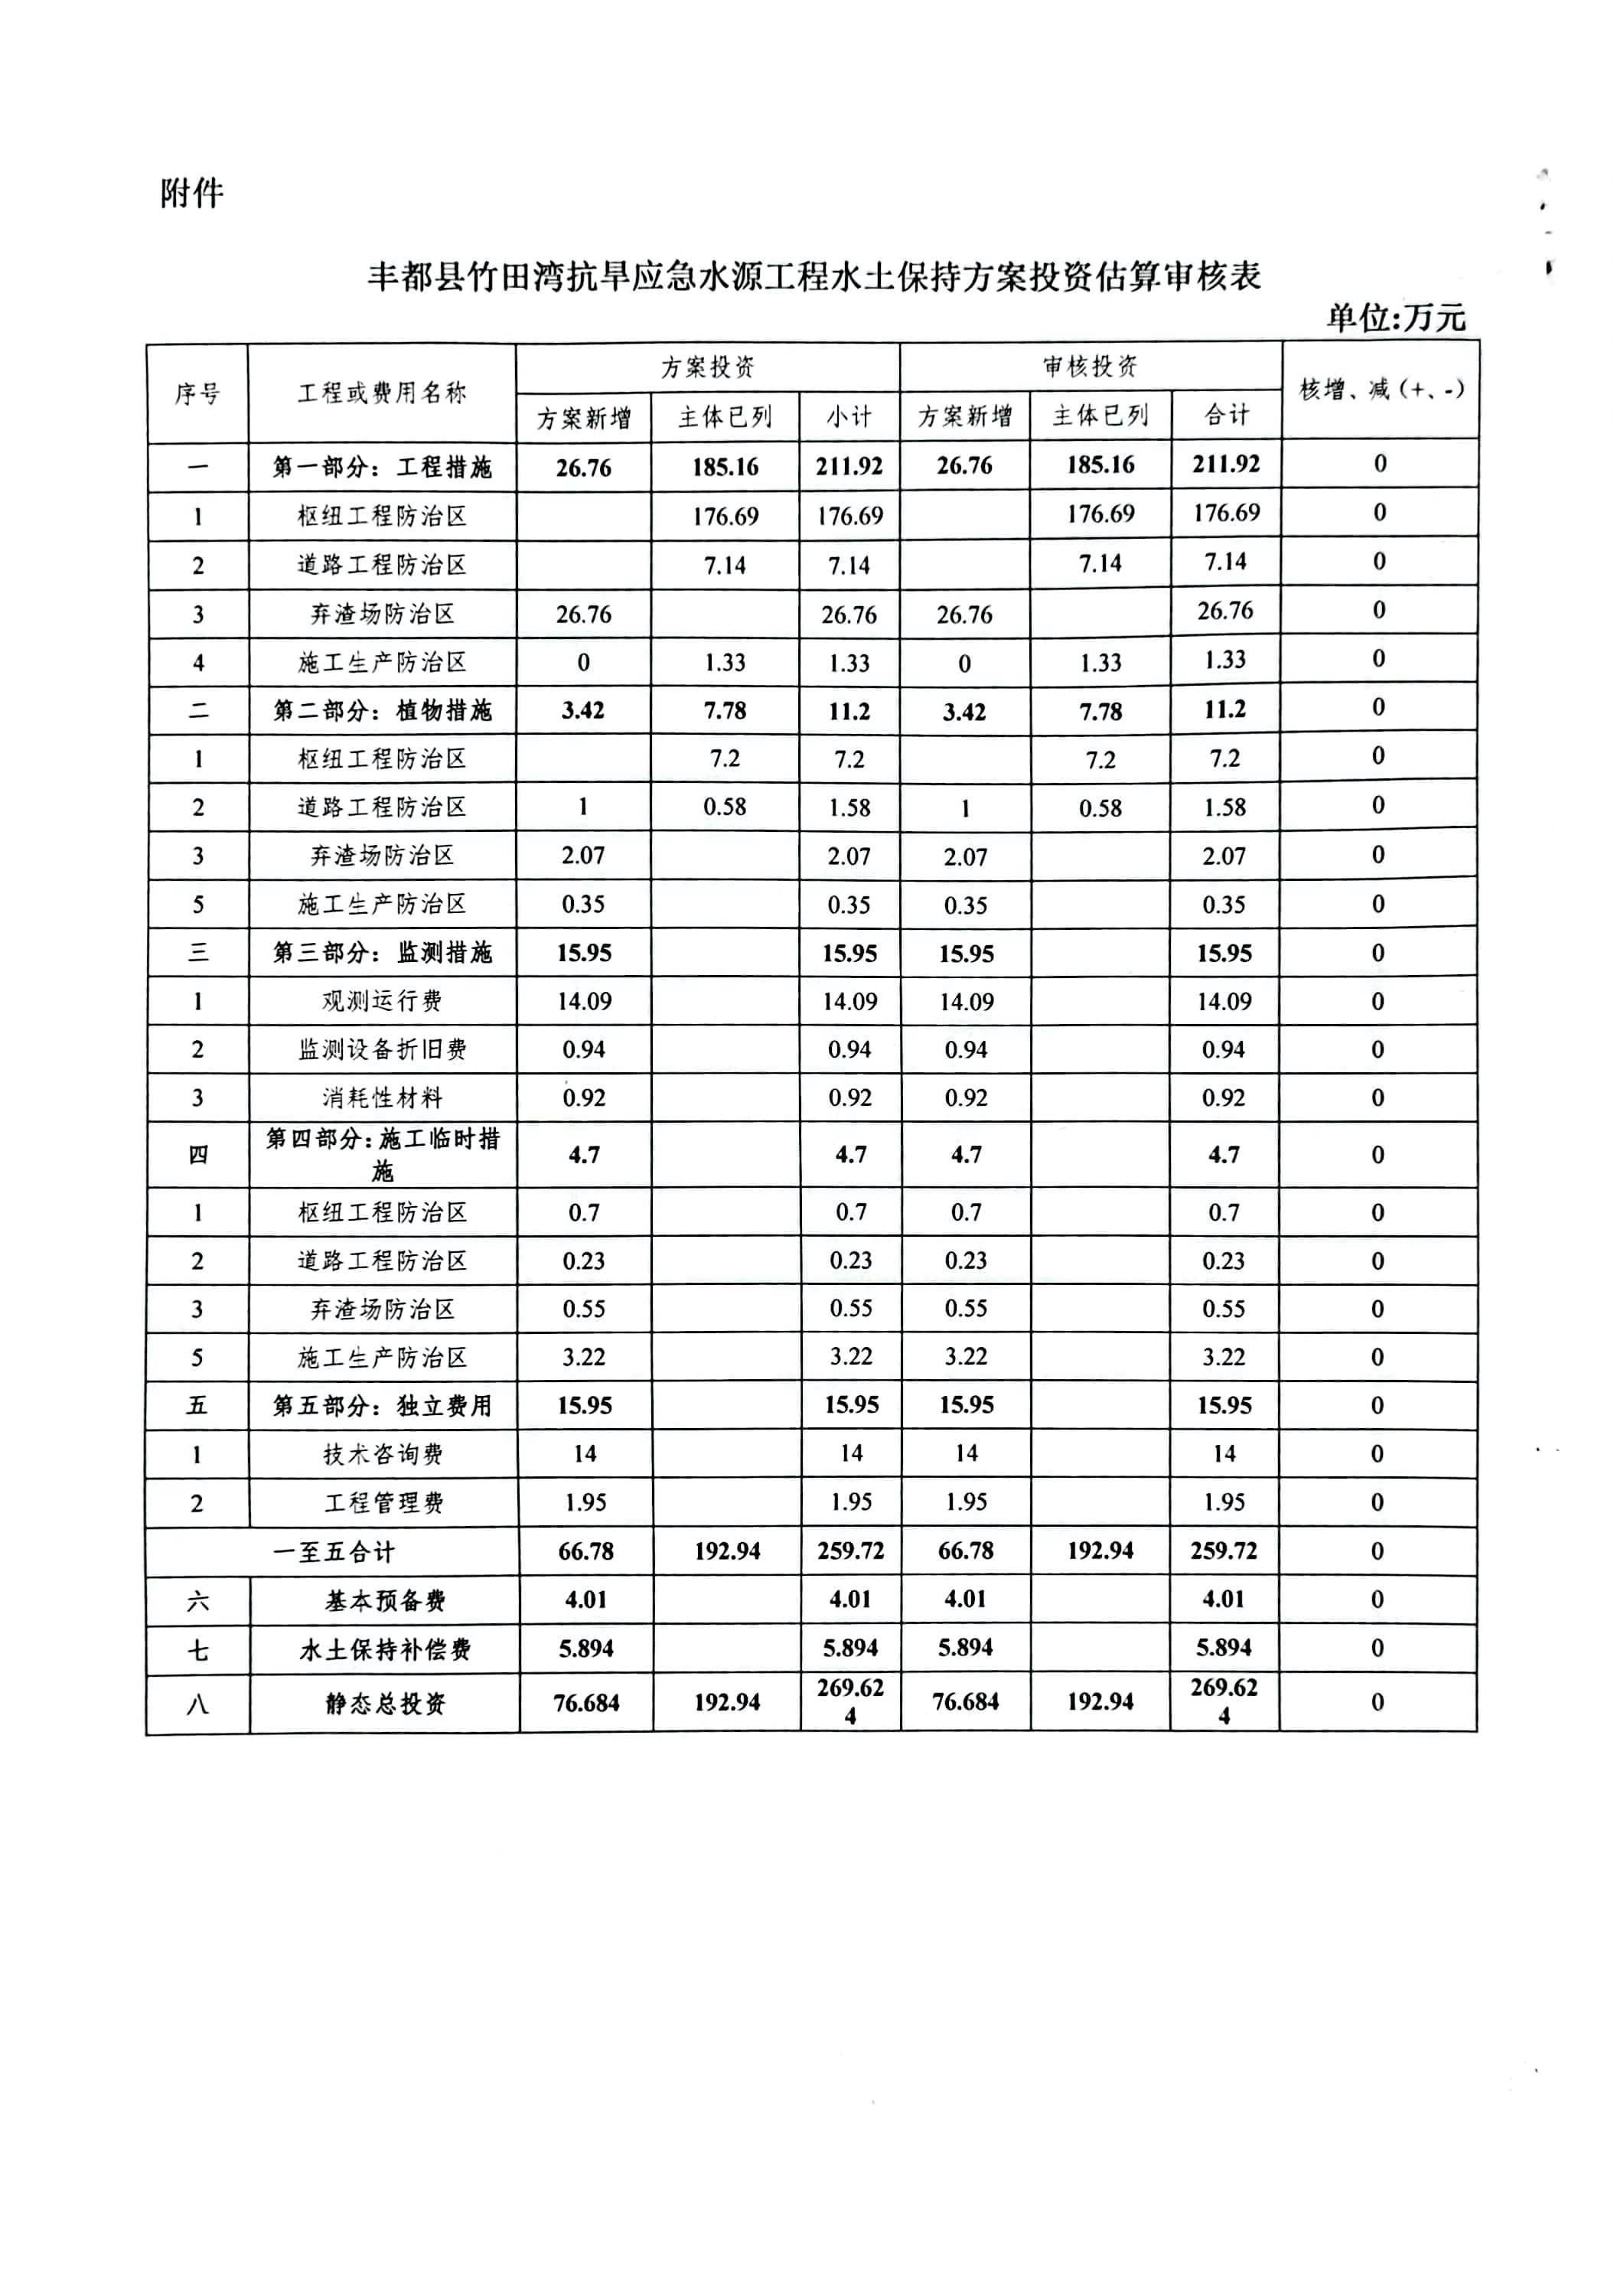 附件
丰都县竹田湾抗旱应急水源工程水土保持方案投资估算审核表
单位:万元
序号 工程或费用名称 方案投资 审核投资 核增、减(+、-)
方案新增 主体已列 小计 方案新增 主体已列 合计
一 第一部分：工程措施 26.76 185.16 211.92 26.76 185.16 211.92 0
1 枢纽工程防治区 176.69 176.69 176.69 176.69 0
2 道路工程防治区 7.14 7.14 7.14 7.14 0
3 弃渣场防治区 26.76 26.76 26.76 26.76 0
4 施工生产防治区 0 1.33 1.33 0 1.33 1.33 0
二 第二部分：植物措施 3.42 7.78 11.2 3.42 7.78 11.2 0
1 枢纽工程防治区 7.2 7.2 7.2 7.2 0
2 道路工程防治区 1 0.58 1.58 1 0.58 1.58 0
3 弃渣场防治区 2.07 2.07 2.07 2.07 0
5 施工生产防治区 0.35 0.35 0.35 0.35 0
三 第三部分：监测措施 15.95 15.95 15.95 15.95 0
1 观测运行费 14.09 14.09 14.09 14.09 0
2 监测设备折旧费 0.94 0.94 0.94 0.94 0
3 消耗性材料 0.92 0.92 0.92 0.92 0
四 第四部分：施工临时措
施 4.7 4.7 4.7 4.7 0
1 枢纽工程防治区 0.7 0.7 0.7 0.7 0
2 道路工程防治区 0.23 0.23 0.23 0.23 0
3 弃渣场防治区 0.55 0.55 0.55 0.55 0
5 施工生产防治区 3.22 3.22 3.22 3.22 0
五 第五部分：独立费用 15.95 15.95 15.95 15.95 0
1 技术咨询费 14 14 14 14 0
2 工程管理费 1.95 1.95 1.95 1.95 0
一至五合计 66.78 192.94 259.72 66.78 192.94 259.72 0
六 基本预备费 4.01 4.01 4.01 4.01 0
七 水土保持补偿费 5.894 5.894 5.894 5.894 0
八 静态总投资 76.684 192.94 269.62 76.684 192.94 269.62 0
4 4